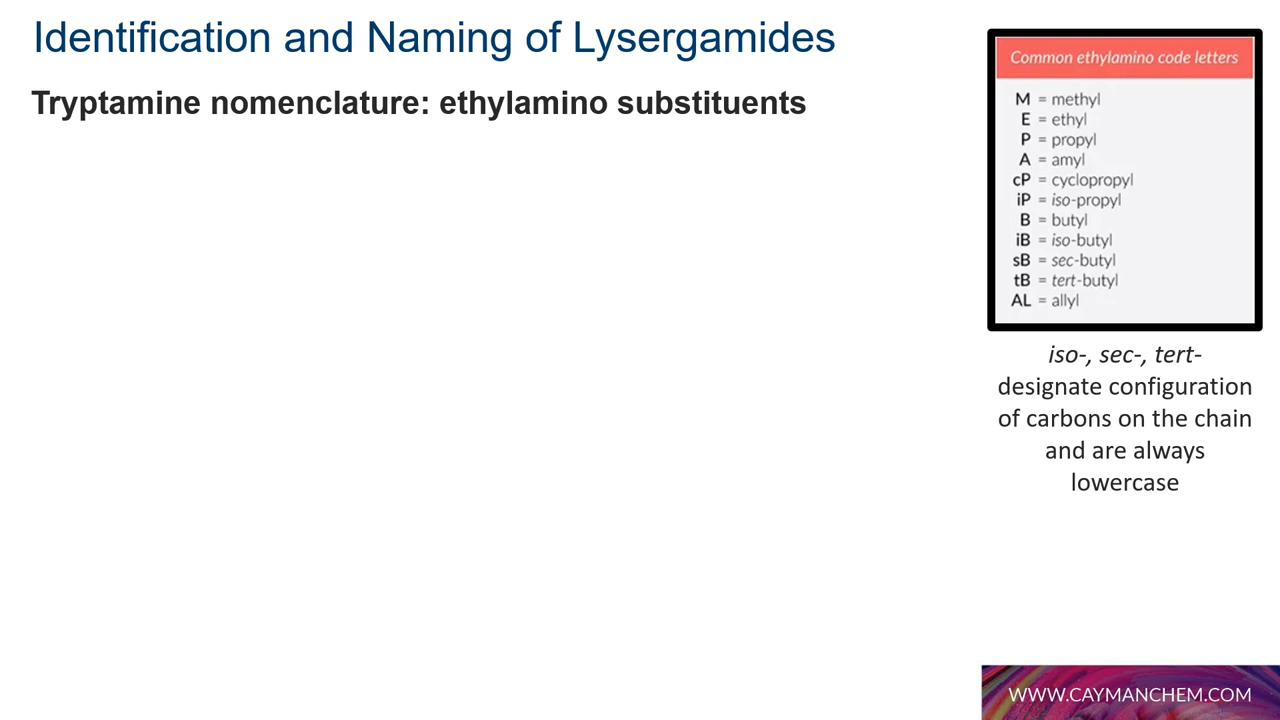 Identification and Naming of Lysergamides
Tryptamine nomenclature: ethylamino substituents
Common ethylamino code letters
M = methyl
E = ethyl
P = propyl
A = amyl
cP = cyclopropyl
iP = iso-propyl
B = butyl
iB = iso-butyl
sB = sec-butyl
tB = tert-butyl
AL = allyl
iso-, sec-, tert-
designate configuration
of carbons on the chain
and are always
lowercase
WWW.CAYMANCHEM.COM